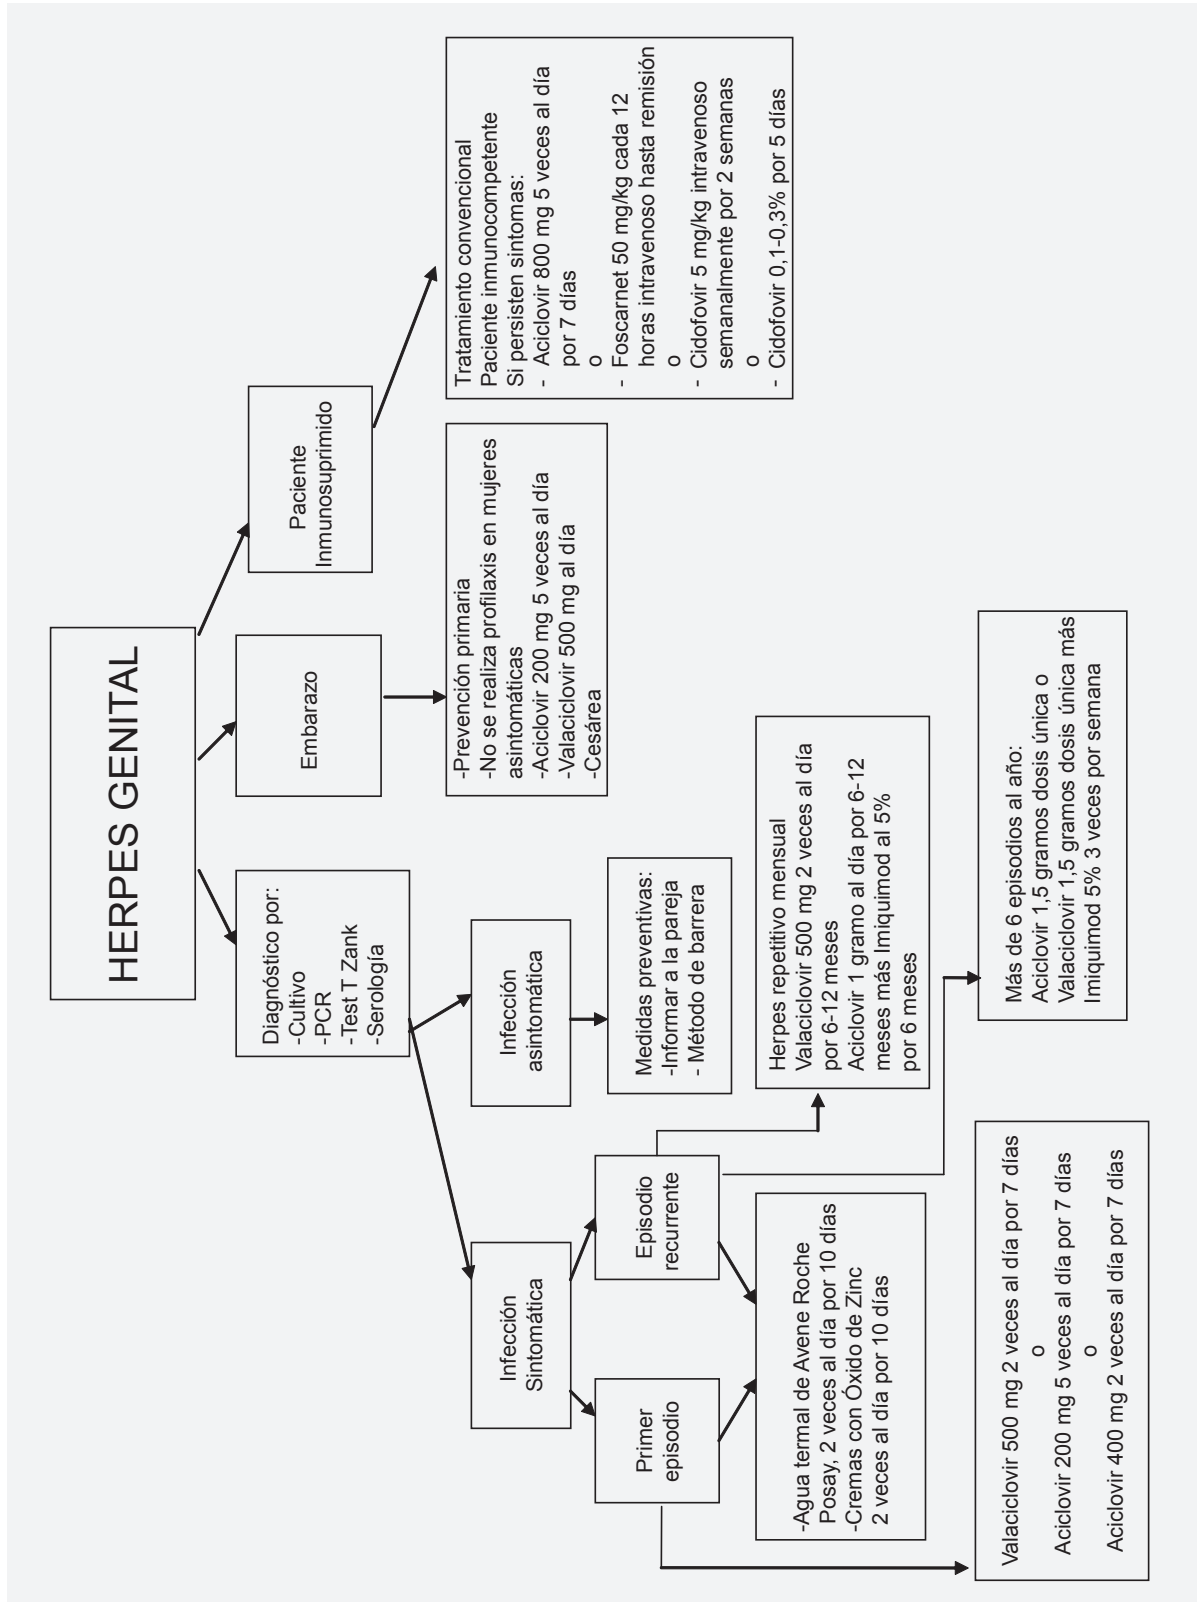 HERPES GENITAL
Diagnóstico por:
-Cultivo
-PCR
-Test T Zank
-Serología
Embarazo
Paciente
Inmunosuprimido
Infección
Sintomática
Infección
asintomática
-Prevención primaria
-No se realiza profilaxis en mujeres
asintomáticas
-Aciclovir 200 mg 5 veces al día
-Valaciclovir 500 mg al día
-Cesárea
Tratamiento convencional
Paciente inmunocompetente
Si persisten sintomas:
- Aciclovir 800 mg 5 veces al día
por 7 días
o
- Foscarnet 50 mg/kg cada 12
horas intravenoso hasta remisión
o
- Cidofovir 5 mg/kg intravenoso
semanalmente por 2 semanas
o
- Cidofovir 0,1-0,3% por 5 días
Primer
episodio
Episodio
recurrente
Medidas preventivas:
-Informar a la pareja
- Método de barrera
-Agua termal de Avene Roche
Posay, 2 veces al día por 10 días
-Cremas con Óxido de Zinc
2 veces al día por 10 días
Herpes repetitivo mensual
Valaciclovir 500 mg 2 veces al día
por 6-12 meses
Aciclovir 1 gramo al día por 6-12
meses más Imiquimod al 5%
por 6 meses
Valaciclovir 500 mg 2 veces al día por 7 días
o
Aciclovir 200 mg 5 veces al día por 7 días
o
Aciclovir 400 mg 2 veces al día por 7 días
Más de 6 episodios al año:
Aciclovir 1,5 gramos dosis única o
Valaciclovir 1,5 gramos dosis única más
Imiquimod 5% 3 veces por semana